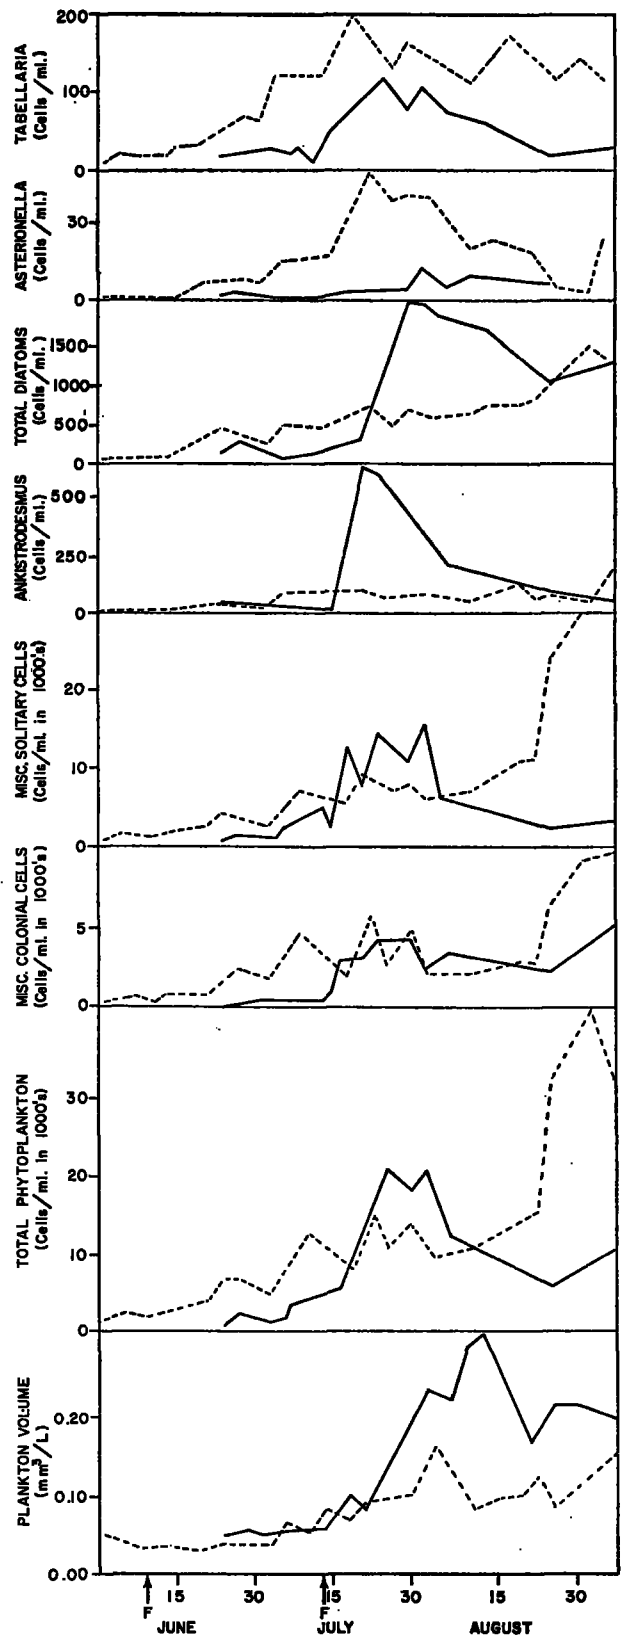 TABELLARIA
(Cells/ml.)
200
100
0
ASTERIONELLA
(Cells/ml.)
30
0
TOTAL DIATOMS
(Cells/ml.)
1500
1000
500
0
ANKISTRODESMUS
(Cells/ml.)
500
250
0
MISC. SOLITARY CELLS
(Cells/ml. in 1000's)
20
10
0
MISC. COLONIAL CELLS
(Cells/ml. in 1000's)
5
0
TOTAL PHYTOPLANKTON
(Cells/ml. in 1000's)
30
20
10
0
PLANKTON VOLUME
(mm³/L)
0.20
0.10
0.00
15 30 15 30 15 30
F F
JUNE JULY AUGUST